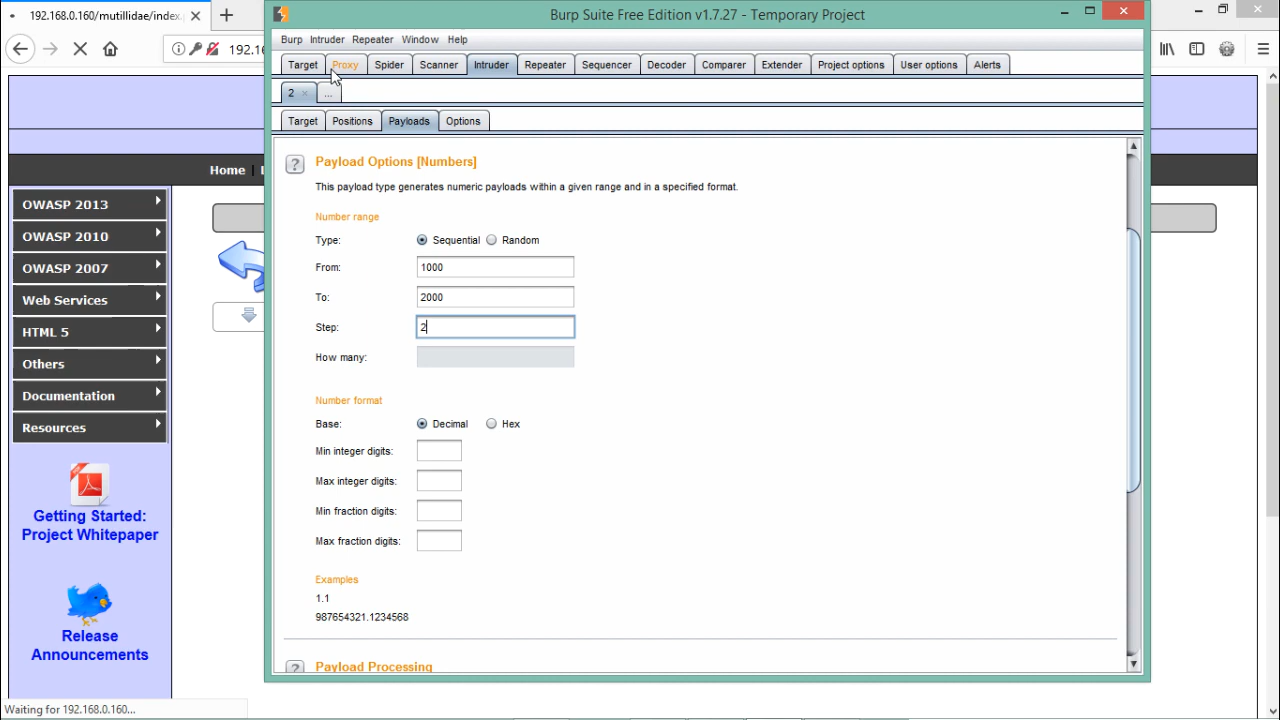 192.168.0.160/mutillidae/index.p
Burp Suite Free Edition v1.7.27 - Temporary Project
Burp Intruder Repeater Window Help
192.16
Target Proxy Spider Scanner Intruder Repeater Sequencer Decoder Comparer Extender Project options User options Alerts
2 ...
Target Positions Payloads Options
Payload Options [Numbers]
This payload type generates numeric payloads within a given range and in a specified format.
Number range
Type: Sequential Random
From: 1000
To: 2000
Step: 2
How many:
Number format
Base: Decimal Hex
Min integer digits:
Max integer digits:
Min fraction digits:
Max fraction digits:
Examples
1.1
987654321.1234568
Payload Processing
Home
OWASP 2013
OWASP 2010
OWASP 2007
Web Services
HTML 5
Others
Documentation
Resources
Getting Started:
Project Whitepaper
Release
Announcements
Waiting for 192.168.0.160...